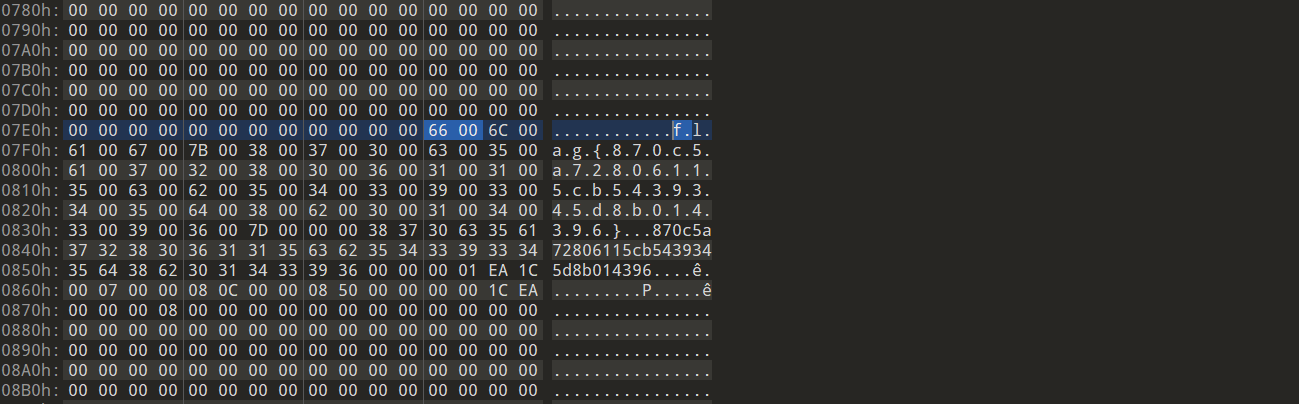 0780h: 00 00 00 00 00 00 00 00 00 00 00 00 00 00 00 00 ................
0790h: 00 00 00 00 00 00 00 00 00 00 00 00 00 00 00 00 ................
07A0h: 00 00 00 00 00 00 00 00 00 00 00 00 00 00 00 00 ................
07B0h: 00 00 00 00 00 00 00 00 00 00 00 00 00 00 00 00 ................
07C0h: 00 00 00 00 00 00 00 00 00 00 00 00 00 00 00 00 ................
07D0h: 00 00 00 00 00 00 00 00 00 00 00 00 00 00 00 00 ................
07E0h: 00 00 00 00 00 00 00 00 00 00 00 00 66 00 6C 00 ............f.l.
07F0h: 61 00 67 00 7B 00 38 00 37 00 30 00 63 00 35 00 a.g.{.8.7.0.c.5.
0800h: 61 00 37 00 32 00 38 00 30 00 36 00 31 00 31 00 a.7.2.8.0.6.1.1.
0810h: 35 00 63 00 62 00 35 00 34 00 33 00 39 00 33 00 5.c.b.5.4.3.9.3.
0820h: 34 00 35 00 64 00 38 00 62 00 30 00 31 00 34 00 4.5.d.8.b.0.1.4.
0830h: 33 00 39 00 36 00 7D 00 00 00 38 37 30 63 35 61 3.9.6.}...870c5a
0840h: 37 32 38 30 36 31 31 35 63 62 35 34 33 39 33 34 72806115cb543934
0850h: 35 64 38 62 30 31 34 33 39 36 00 00 00 01 EA 1C 5d8b014396....ê.
0860h: 00 07 00 00 08 0C 00 00 08 50 00 00 00 00 1C EA .........P.....ê
0870h: 00 00 00 08 00 00 00 00 00 00 00 00 00 00 00 00 ................
0880h: 00 00 00 00 00 00 00 00 00 00 00 00 00 00 00 00 ................
0890h: 00 00 00 00 00 00 00 00 00 00 00 00 00 00 00 00 ................
08A0h: 00 00 00 00 00 00 00 00 00 00 00 00 00 00 00 00 ................
08B0h: 00 00 00 00 00 00 00 00 00 00 00 00 00 00 00 00 ................